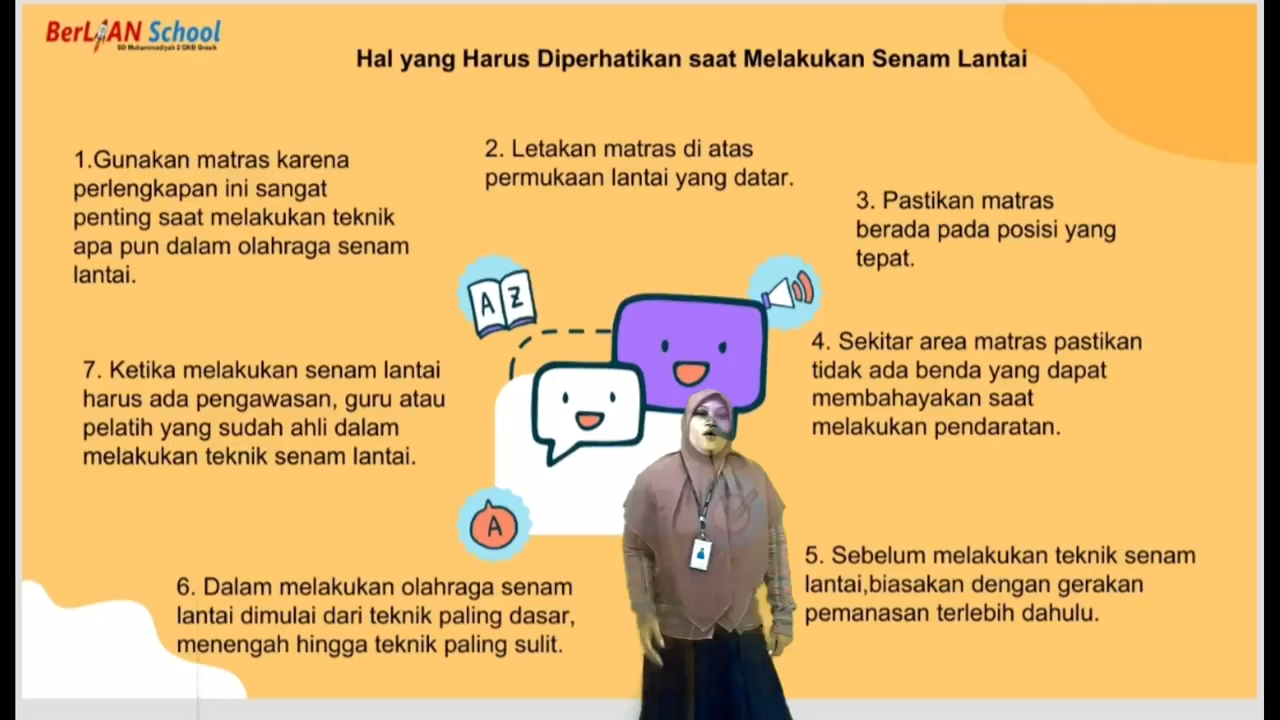 BerLIAN School
SD Muhammadiyah 2 GKB Gresik
Hal yang Harus Diperhatikan saat Melakukan Senam Lantai
1.Gunakan matras karena
perlengkapan ini sangat
penting saat melakukan teknik
apa pun dalam olahraga senam
lantai.
2. Letakan matras di atas
permukaan lantai yang datar.
3. Pastikan matras
berada pada posisi yang
tepat.
4. Sekitar area matras pastikan
tidak ada benda yang dapat
membahayakan saat
melakukan pendaratan.
5. Sebelum melakukan teknik senam
lantai,biasakan dengan gerakan
pemanasan terlebih dahulu.
6. Dalam melakukan olahraga senam
lantai dimulai dari teknik paling dasar,
menengah hingga teknik paling sulit.
7. Ketika melakukan senam lantai
harus ada pengawasan, guru atau
pelatih yang sudah ahli dalam
melakukan teknik senam lantai.
A Z
A